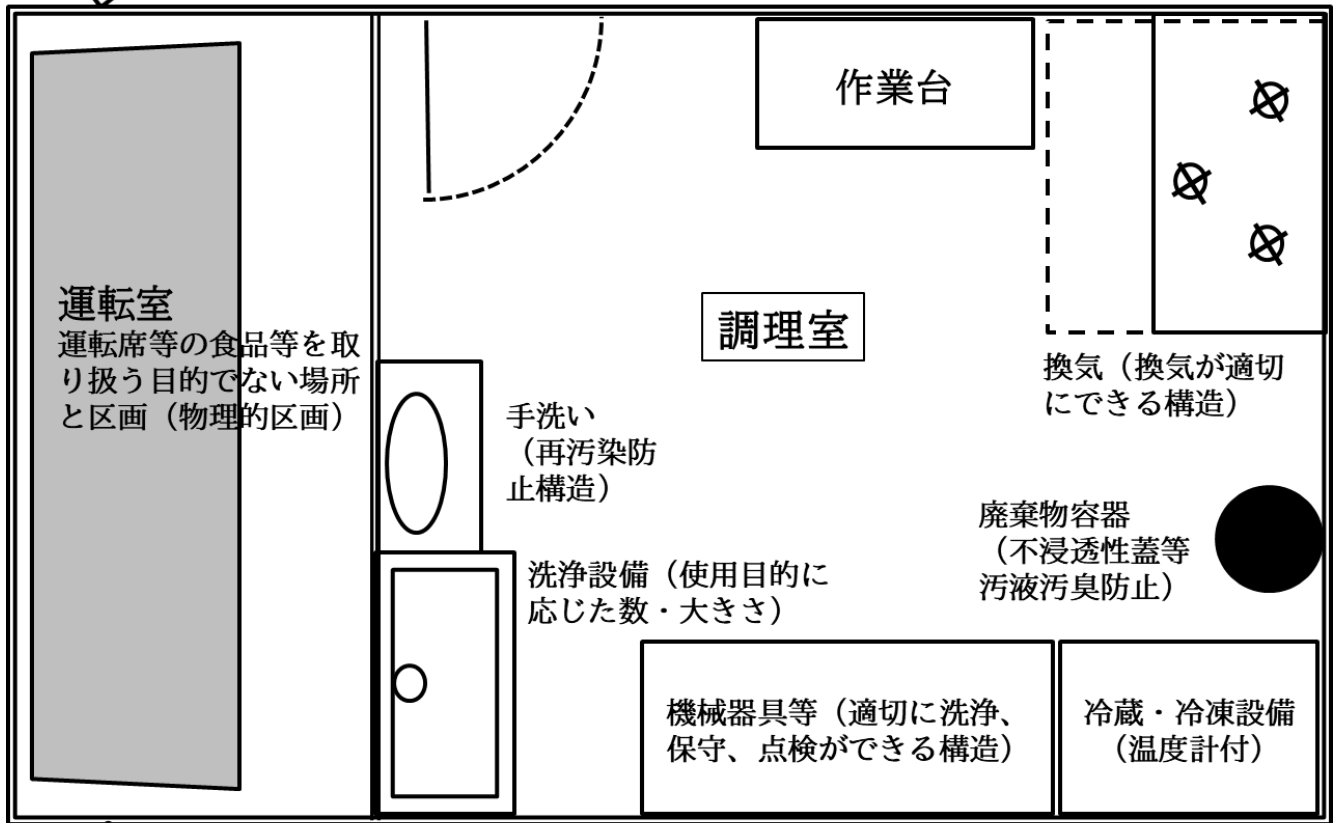 作業台
運転室
運転席等の食品等を取
り扱う目的でない場所
と区画（物理的区画）
調理室
換気（換気が適切
にできる構造）
手洗い
（再汚染防
止構造）
廃棄物容器
（不浸透性蓋等
汚液汚臭防止）
洗浄設備（使用目的に
応じた数・大きさ）
機械器具等（適切に洗浄、
保守、点検ができる構造）
冷蔵・冷凍設備
（温度計付）